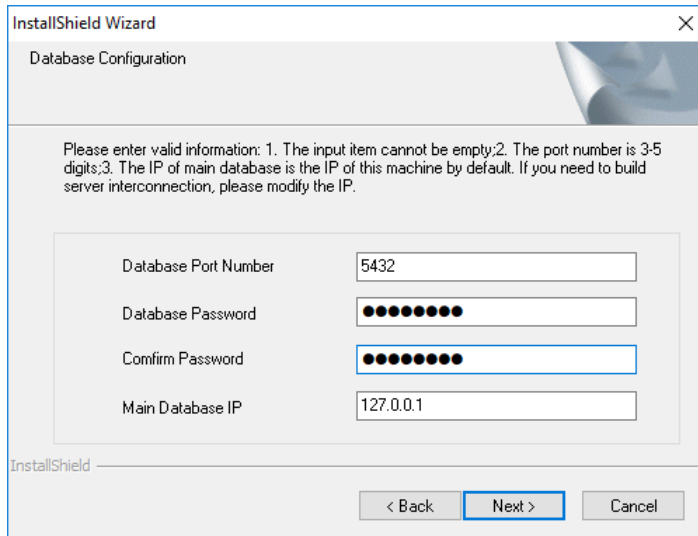 InstallShield Wizard
Database Configuration
Please enter valid information: 1. The input item cannot be empty;2. The port number is 3-5
digits;3. The IP of main database is the IP of this machine by default. If you need to build
server interconnection, please modify the IP.
Database Port Number 5432
Database Password ●●●●●●●●
Comfirm Password ●●●●●●●●
Main Database IP 127.0.0.1
InstallShield
< Back Next > Cancel